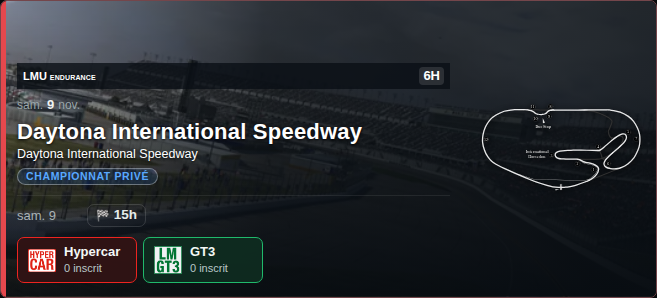 LMU ENDURANCE 6H
sam. 9 nov.
Daytona International Speedway
Daytona International Speedway
CHAMPIONNAT PRIVÉ
sam. 9 15h
HYPER CAR Hypercar
0 inscrit
LM GT3 GT3
0 inscrit